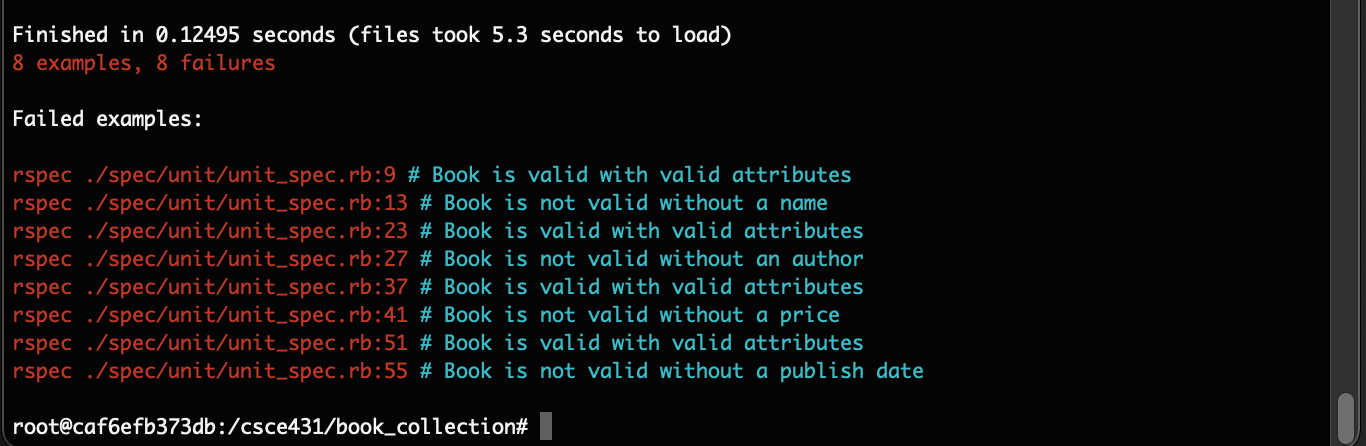 Finished in 0.12495 seconds (files took 5.3 seconds to load)
8 examples, 8 failures
Failed examples:
rspec ./spec/unit/unit_spec.rb:9 # Book is valid with valid attributes
rspec ./spec/unit/unit_spec.rb:13 # Book is not valid without a name
rspec ./spec/unit/unit_spec.rb:23 # Book is valid with valid attributes
rspec ./spec/unit/unit_spec.rb:27 # Book is not valid without an author
rspec ./spec/unit/unit_spec.rb:37 # Book is valid with valid attributes
rspec ./spec/unit/unit_spec.rb:41 # Book is not valid without a price
rspec ./spec/unit/unit_spec.rb:51 # Book is valid with valid attributes
rspec ./spec/unit/unit_spec.rb:55 # Book is not valid without a publish date
root@caf6efb373db:/csce431/book_collection#